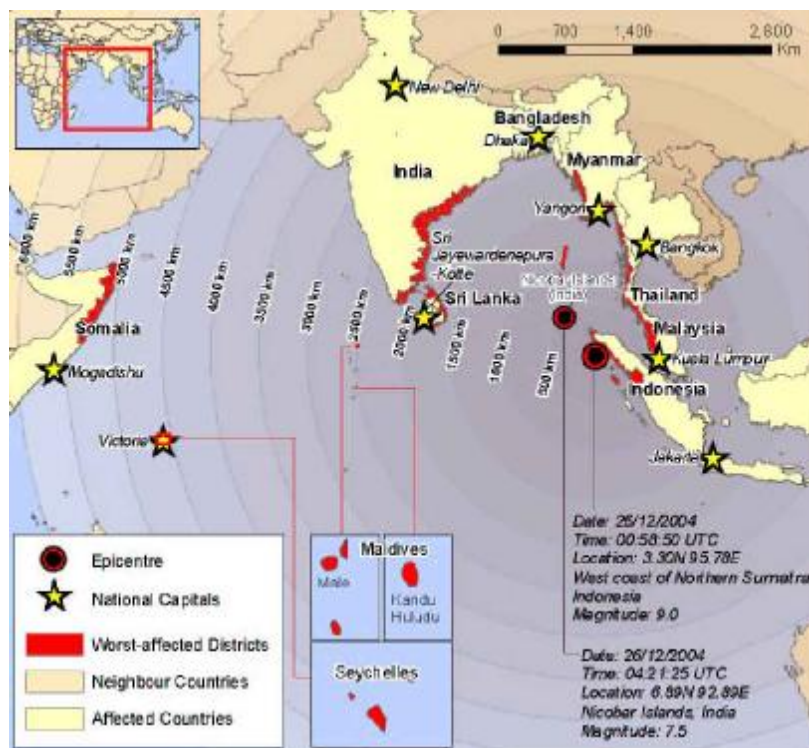 0 700 1,400 2,800
Km
New Delhi
Bangladesh
Dhaka
Myanmar
India
Yangon
Bangkok
Sri
Jayewardenepura
-Kotte
Nicobar Islands
(India)
Sri Lanka
Thailand
Malaysia
Kuala Lumpur
Indonesia
Jakarta
6000 km
5500 km
5000 km
4500 km
4000 km
3500 km
3000 km
2500 km
2000 km
1500 km
1000 km
500 km
Somalia
Mogadishu
Victoria
Date: 26/12/2004
Time: 00:58:50 UTC
Location: 3.30N 95.78E
West coast of Northern Sumatra
Indonesia
Magnitude: 9.0
Date: 26/12/2004
Time: 04:21:25 UTC
Location: 6.89N 92.89E
Nicobar Islands, India
Magnitude: 7.5
Maldives
Male
Kandu
Huludu
Seychelles
Epicentre
National Capitals
Worst-affected Districts
Neighbour Countries
Affected Countries